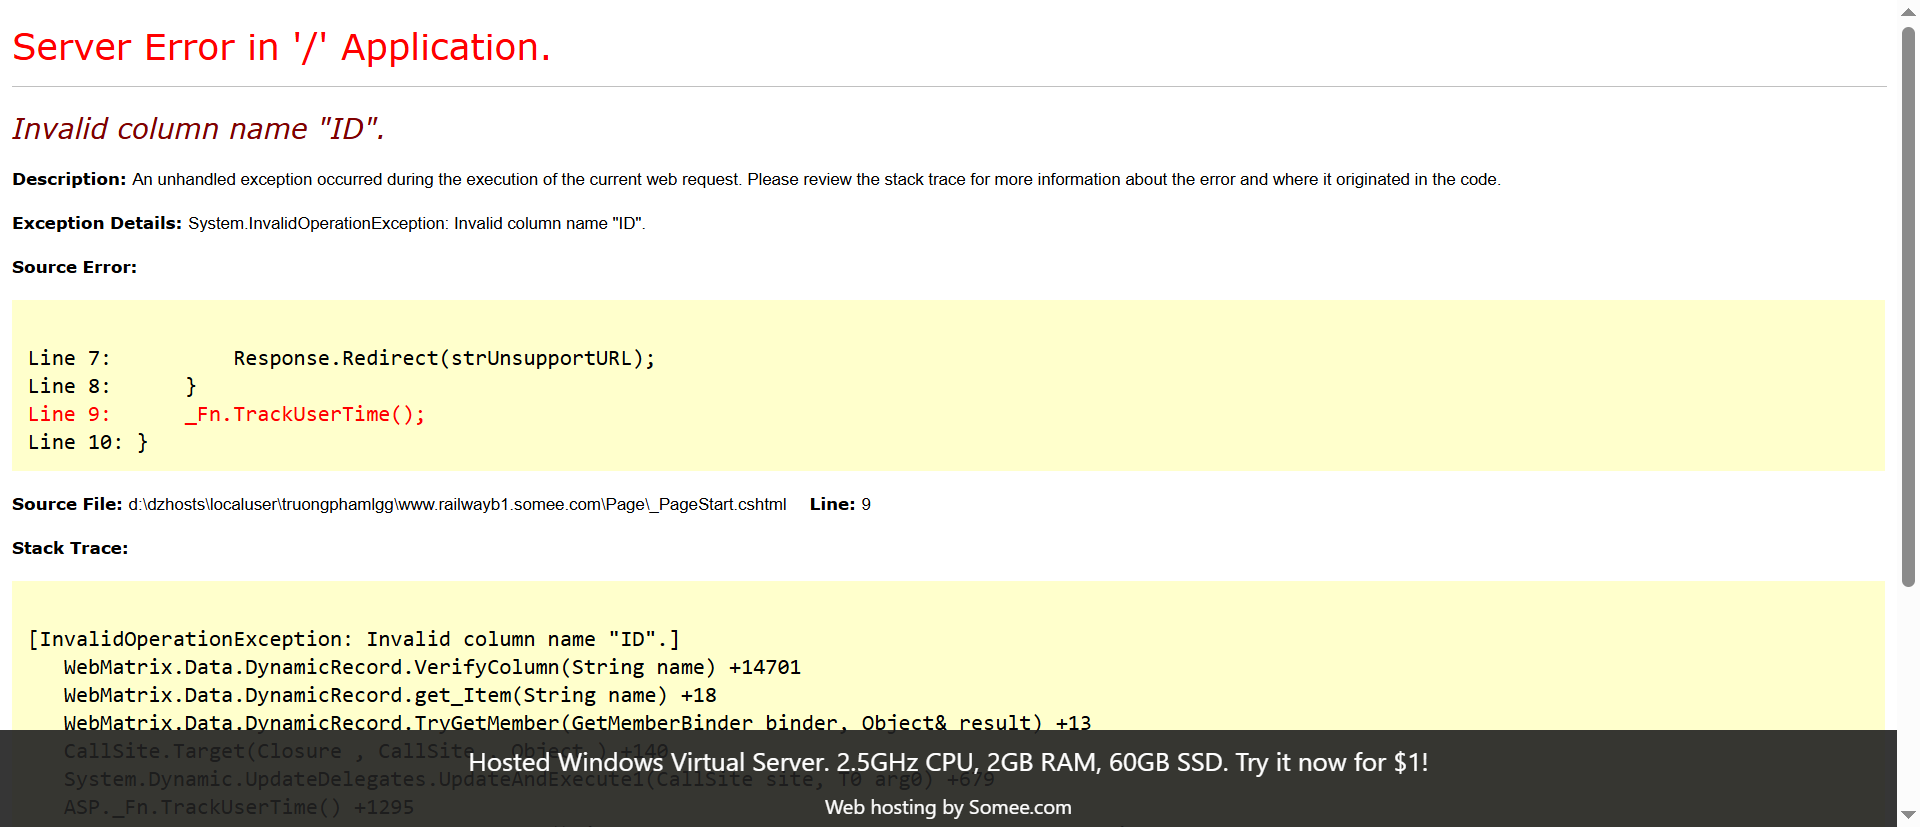 Server Error in '/' Application.
Invalid column name "ID".
Description: An unhandled exception occurred during the execution of the current web request. Please review the stack trace for more information about the error and where it originated in the code.
Exception Details: System.InvalidOperationException: Invalid column name "ID".
Source Error:
Line 7:          Response.Redirect(strUnsupportURL);
Line 8:      }
Line 9:      _Fn.TrackUserTime();
Line 10: }
Source File: d:\dzhosts\localuser\truongphamlgg\www.railwayb1.somee.com\Page\_PageStart.cshtml    Line: 9
Stack Trace:
[InvalidOperationException: Invalid column name "ID".]
   WebMatrix.Data.DynamicRecord.VerifyColumn(String name) +14701
   WebMatrix.Data.DynamicRecord.get_Item(String name) +18
   WebMatrix.Data.DynamicRecord.TryGetMember(GetMemberBinder binder, Object& result) +13
   CallSite.Target(Closure , CallSite , Object ) +140
Hosted Windows Virtual Server. 2.5GHz CPU, 2GB RAM, 60GB SSD. Try it now for $1!
   System.Dynamic.UpdateDelegates.UpdateAndExecute1(CallSite site, T0 arg0) +679
   ASP._Fn.TrackUserTime() +1295
Web hosting by Somee.com